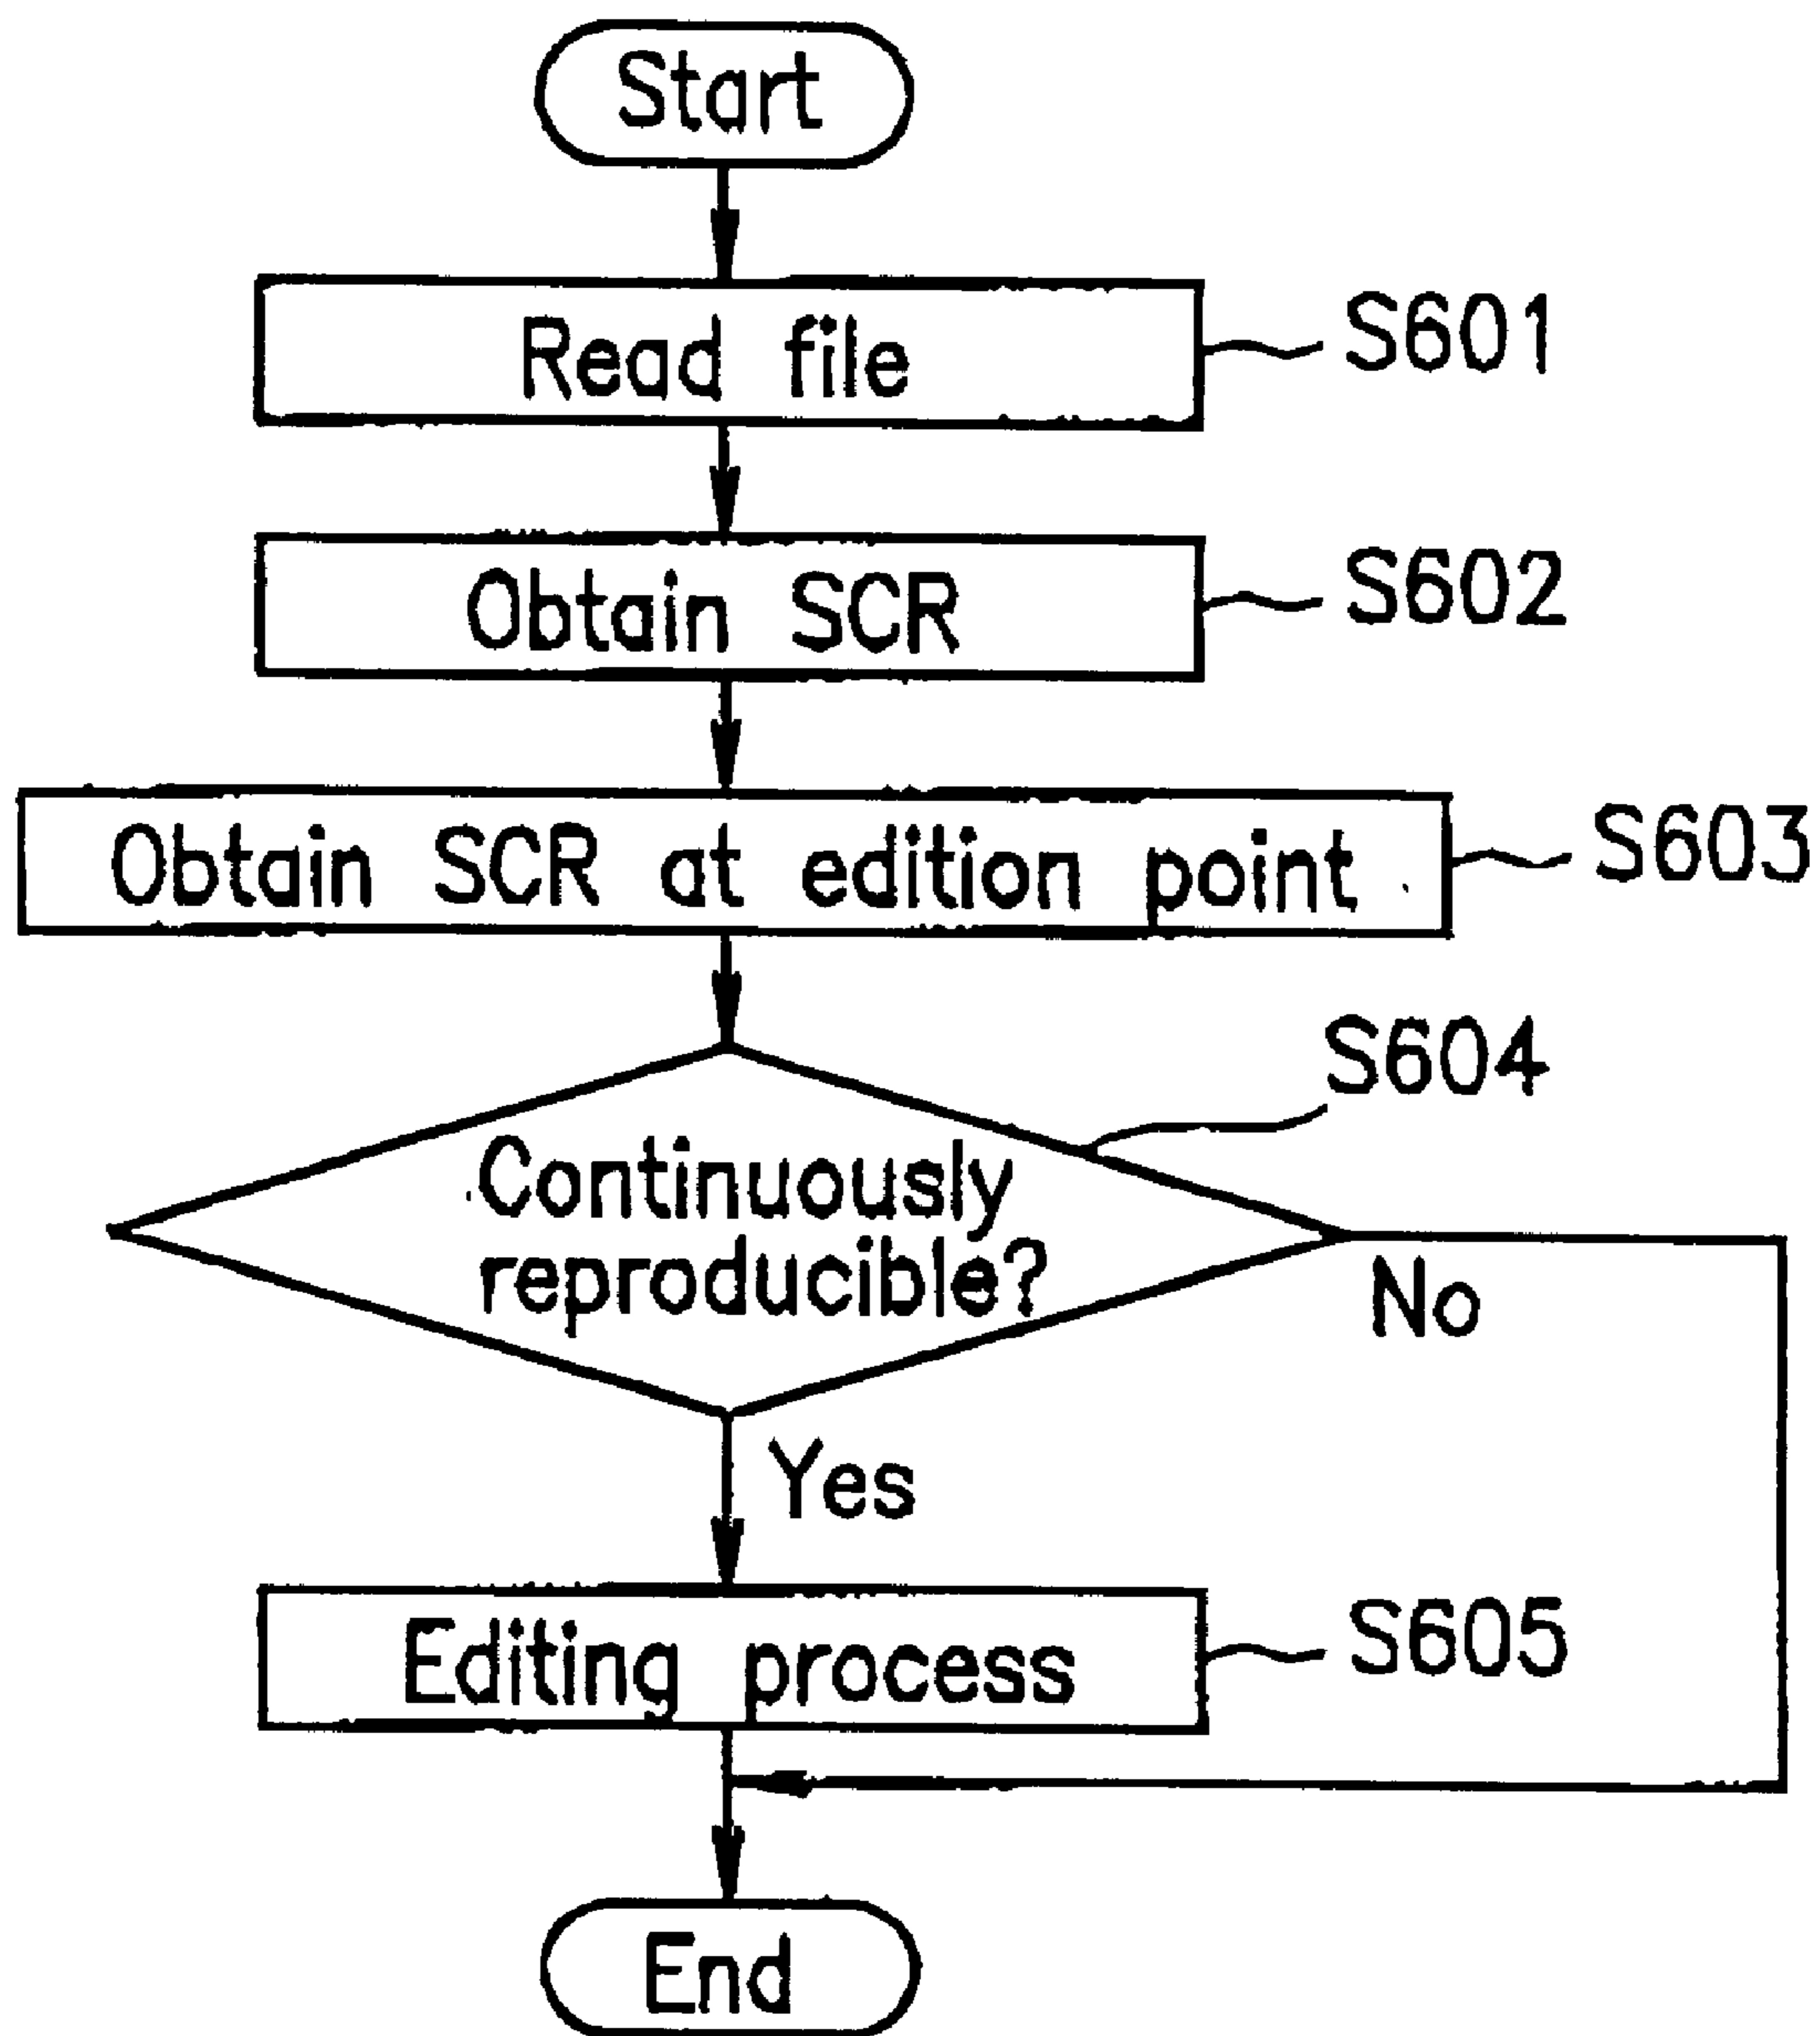 Start
Read file
S601
Obtain SCR
S602
Obtain SCR at edition point
S603
S604
Continuously
reproducible?
No
Yes
Editing process
S605
End